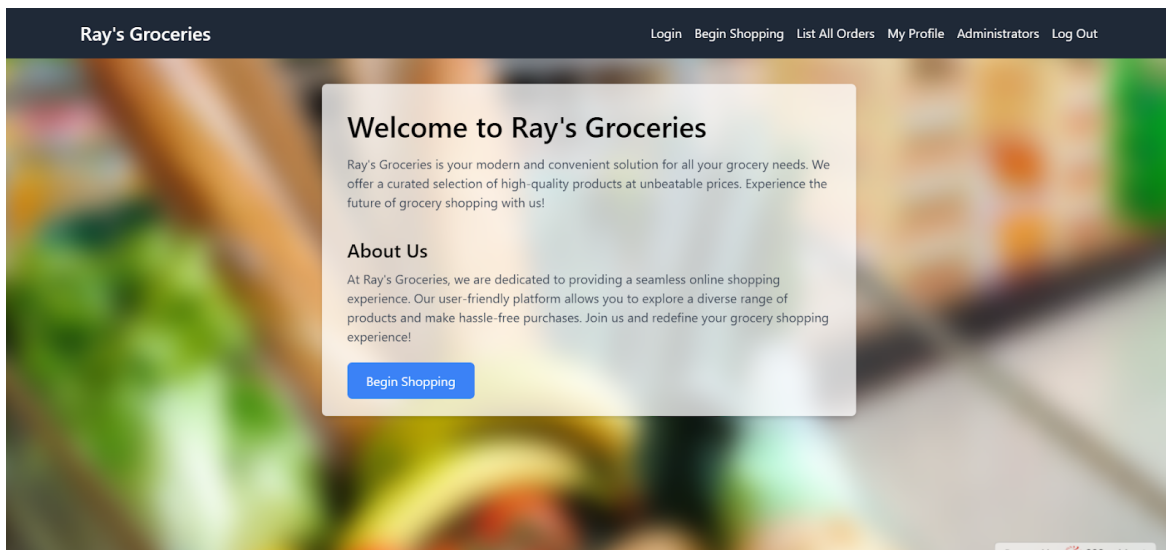 Ray's Groceries
Login Begin Shopping List All Orders My Profile Administrators Log Out
Welcome to Ray's Groceries
Ray's Groceries is your modern and convenient solution for all your grocery needs. We
offer a curated selection of high-quality products at unbeatable prices. Experience the
future of grocery shopping with us!
About Us
At Ray's Groceries, we are dedicated to providing a seamless online shopping
experience. Our user-friendly platform allows you to explore a diverse range of
products and make hassle-free purchases. Join us and redefine your grocery shopping
experience!
Begin Shopping